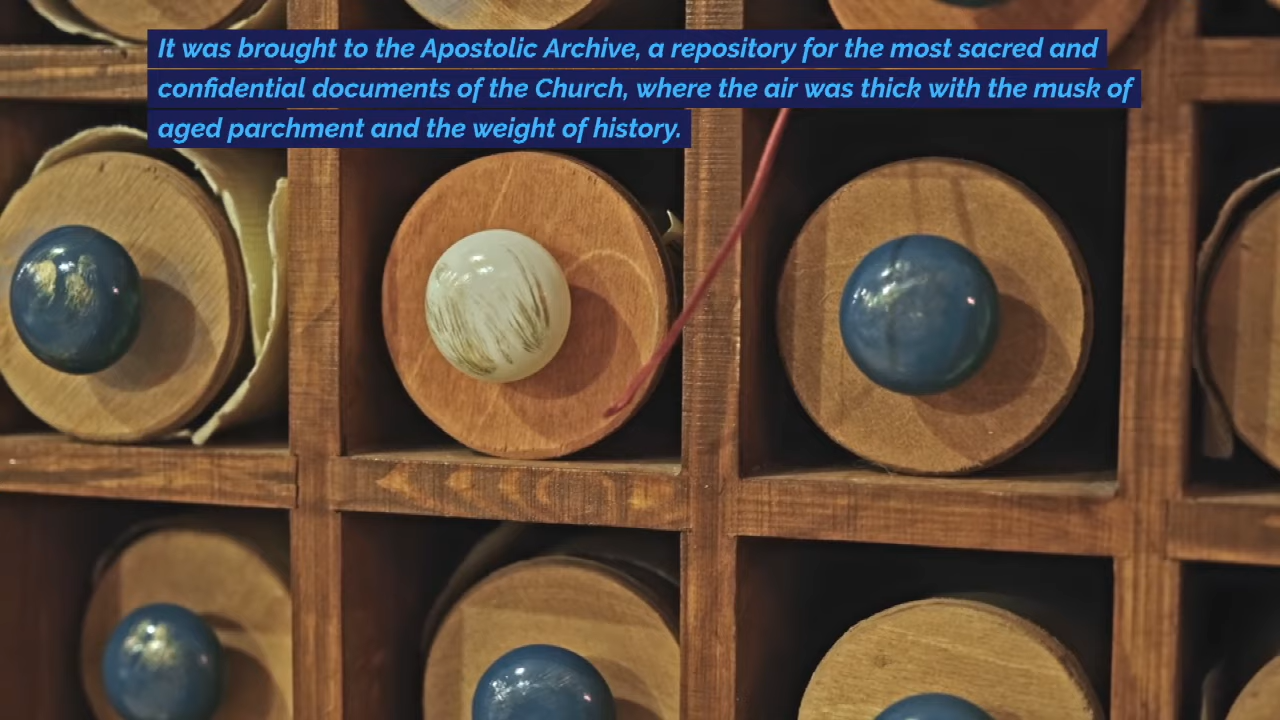 It was brought to the Apostolic Archive, a repository for the most sacred and
confidential documents of the Church, where the air was thick with the musk of
aged parchment and the weight of history.